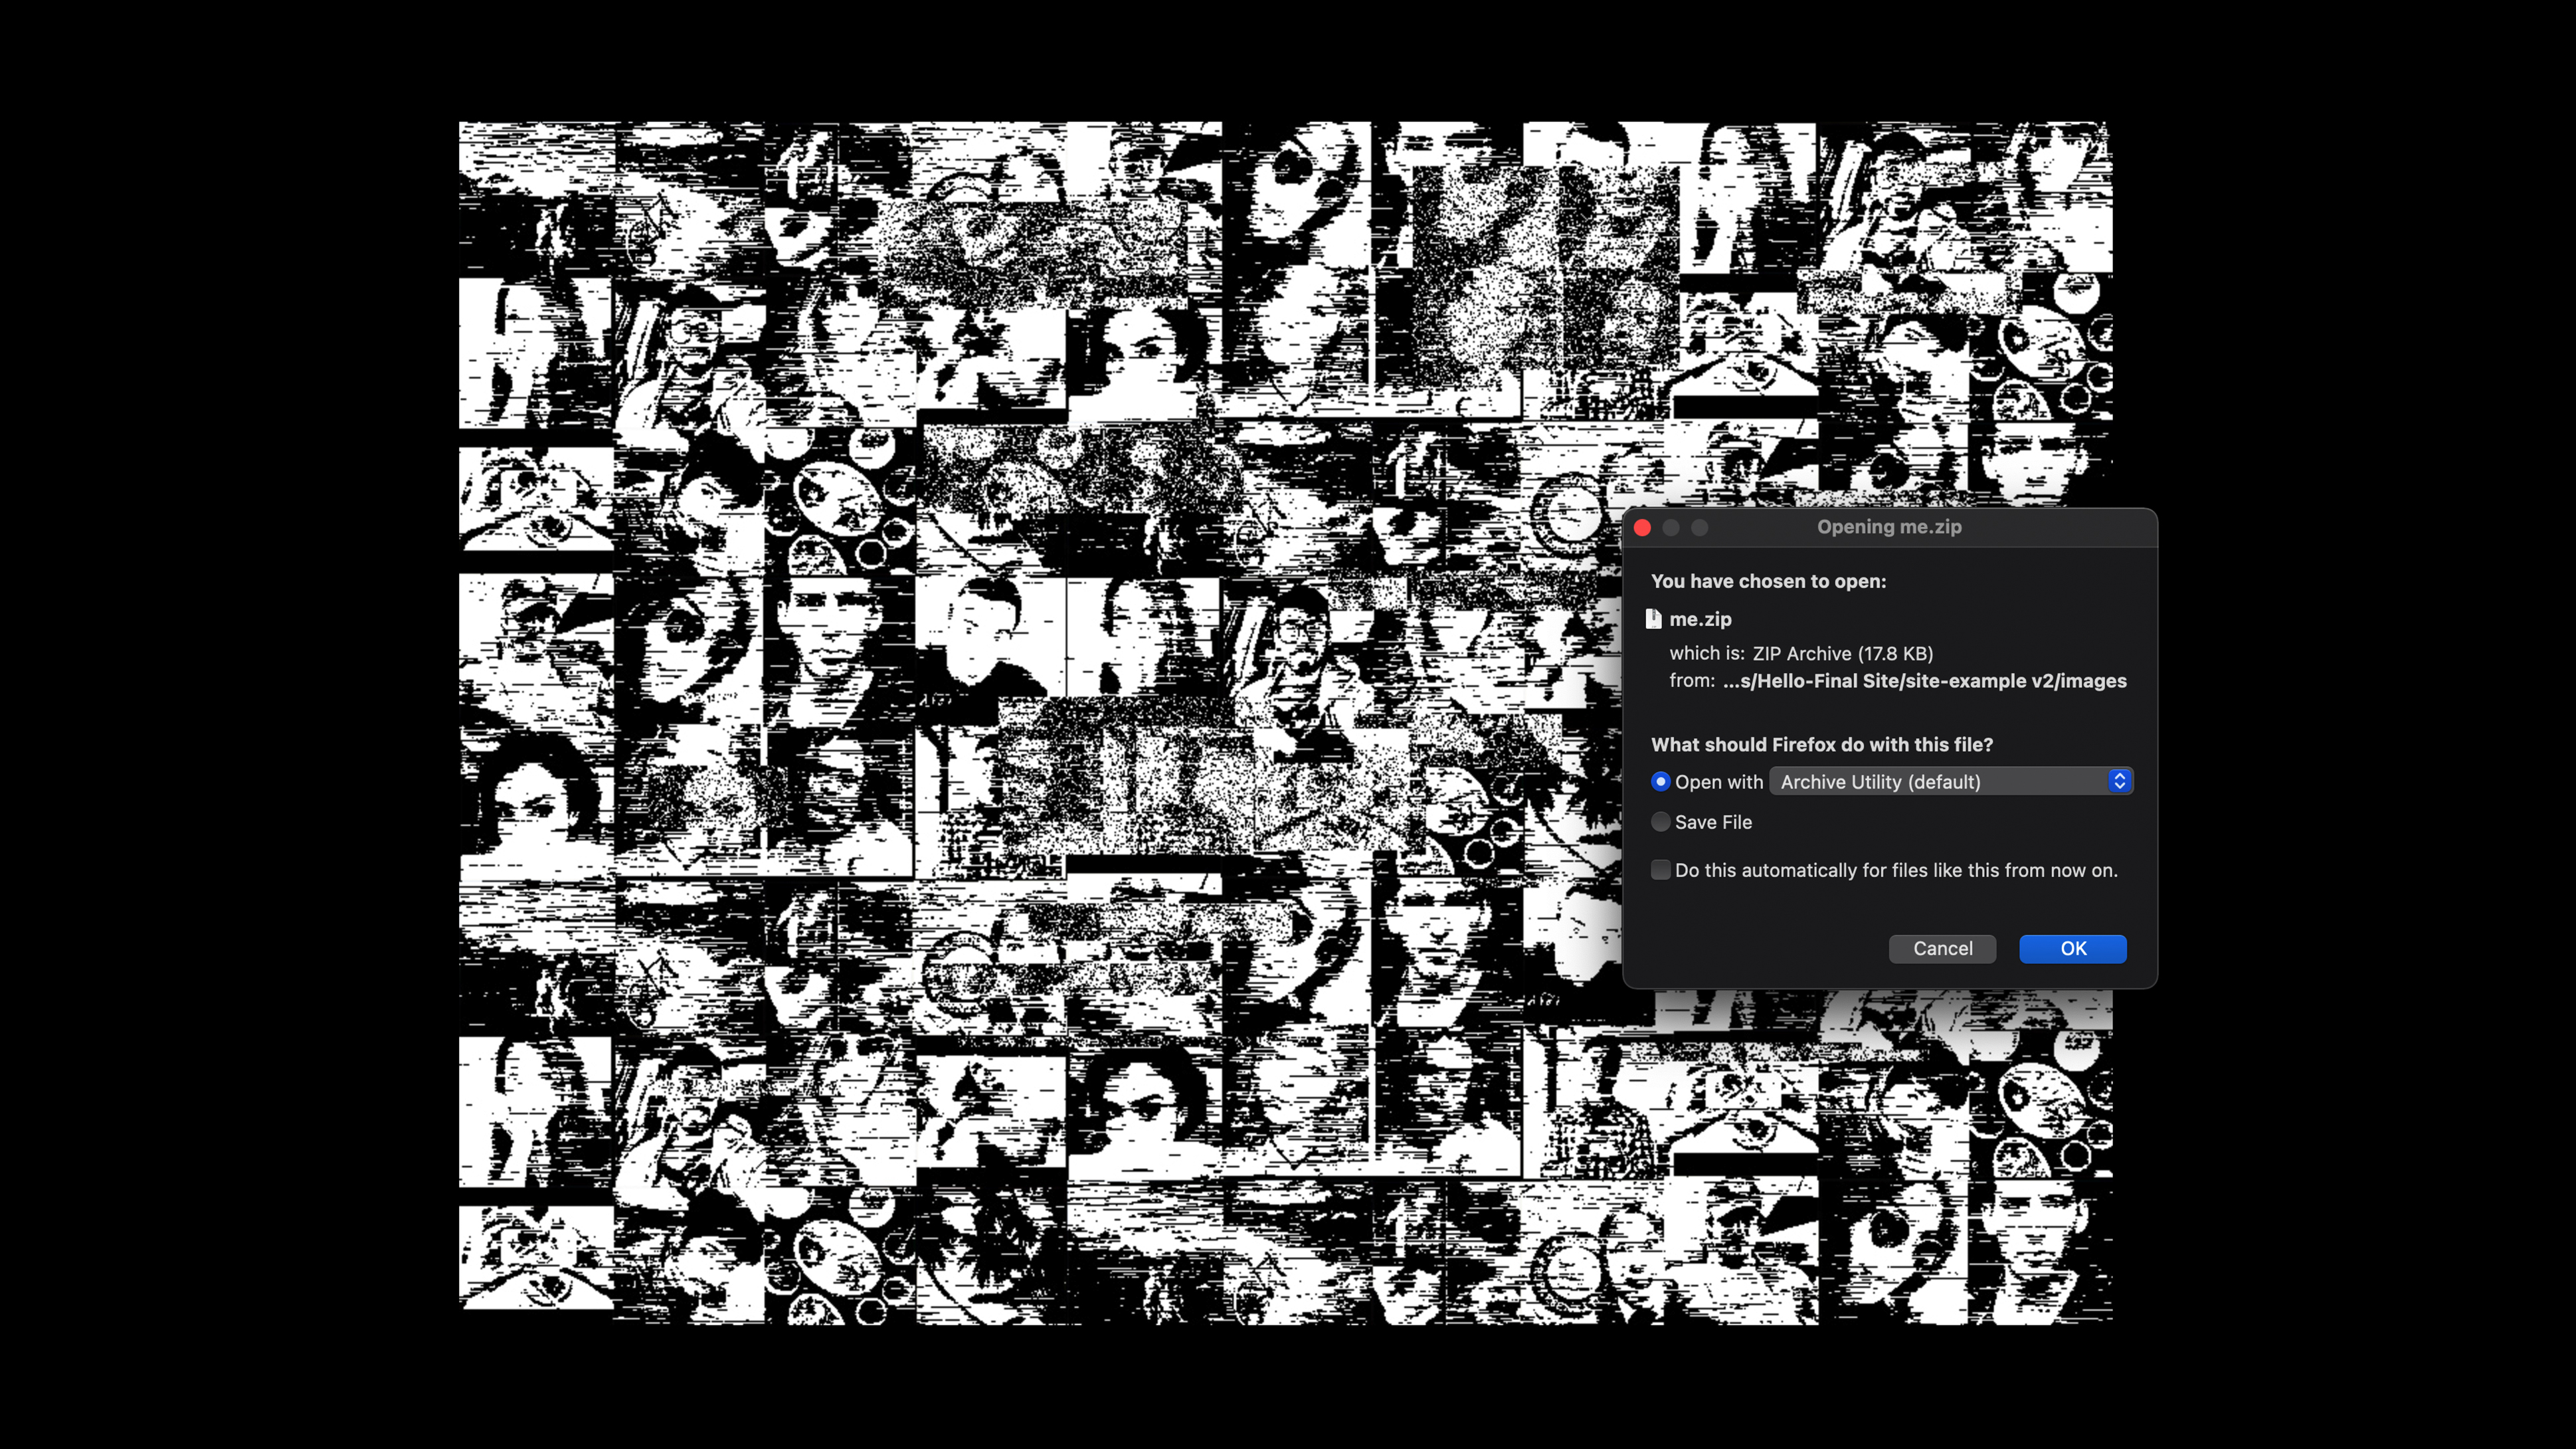 Opening me.zip
You have chosen to open:
me.zip
which is: ZIP Archive (17.8 KB)
from: ...s/Hello-Final Site/site-example v2/images
What should Firefox do with this file?
Open with Archive Utility (default)
Save File
Do this automatically for files like this from now on.
Cancel OK